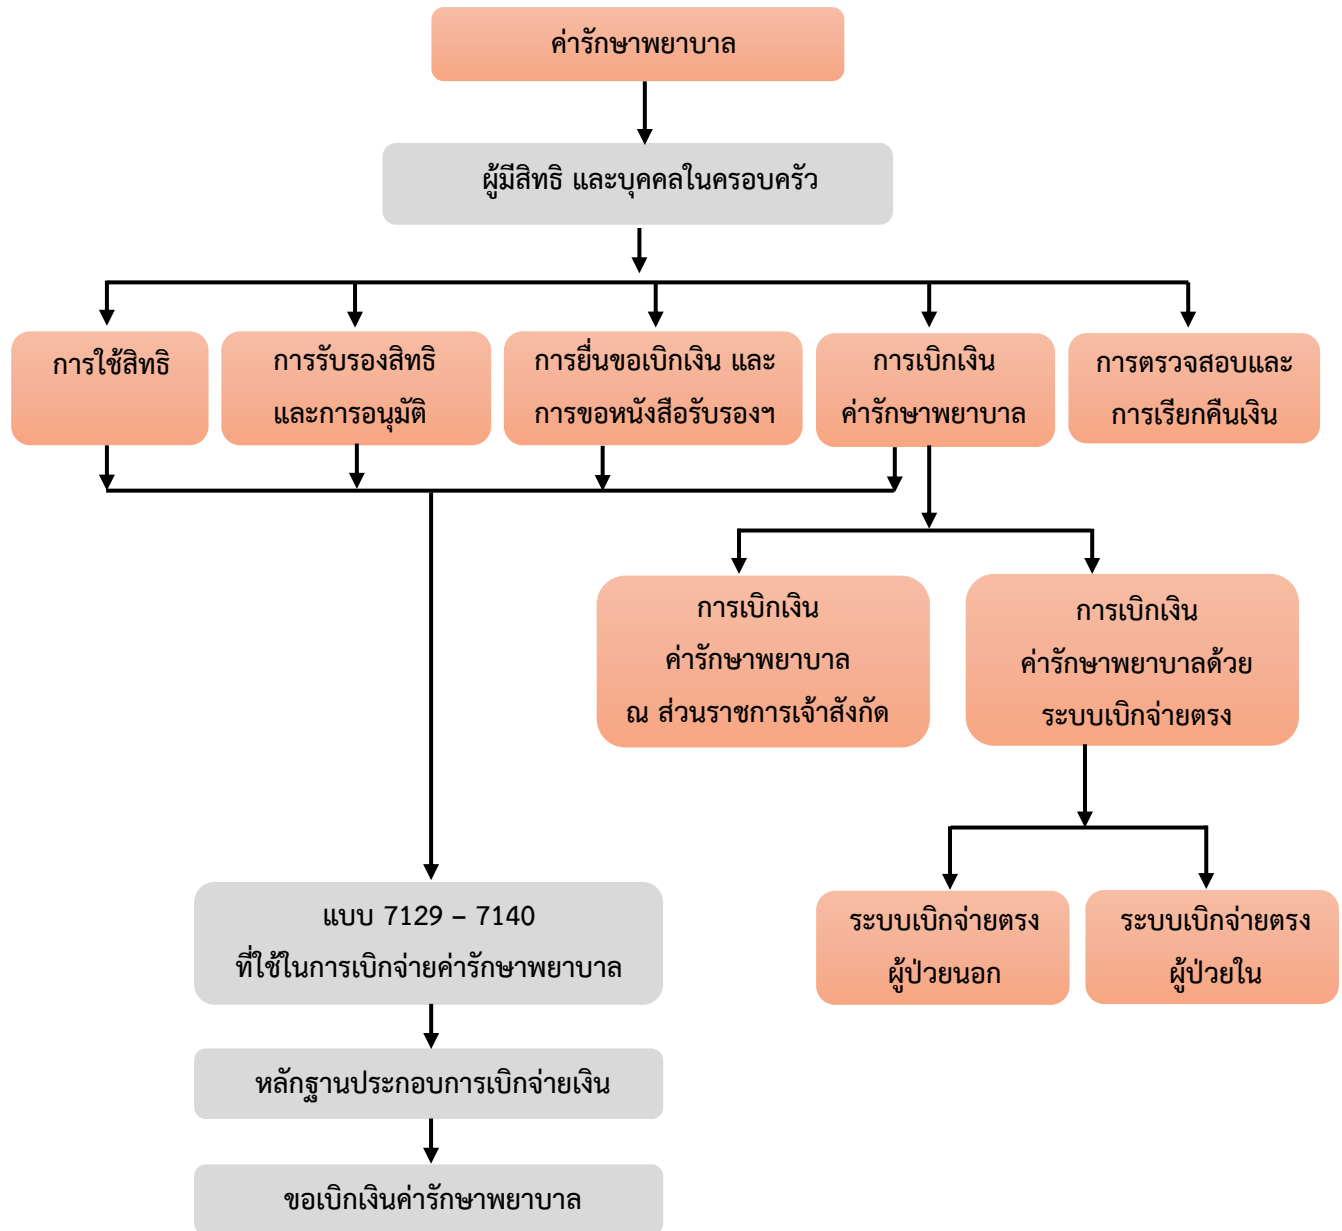 ค่ารักษาพยาบาล
ผู้มีสิทธิ และบุคคลในครอบครัว
การใช้สิทธิ
การรับรองสิทธิ
และการอนุมัติ
การยื่นขอเบิกเงิน และ
การขอหนังสือรับรองฯ
การเบิกเงิน
ค่ารักษาพยาบาล
การตรวจสอบและ
การเรียกคืนเงิน
การเบิกเงิน
ค่ารักษาพยาบาล
ณ ส่วนราชการเจ้าสังกัด
การเบิกเงิน
ค่ารักษาพยาบาลด้วย
ระบบเบิกจ่ายตรง
ระบบเบิกจ่ายตรง
ผู้ป่วยนอก
ระบบเบิกจ่ายตรง
ผู้ป่วยใน
แบบ 7129 – 7140
ที่ใช้ในการเบิกจ่ายค่ารักษาพยาบาล
หลักฐานประกอบการเบิกจ่ายเงิน
ขอเบิกเงินค่ารักษาพยาบาล